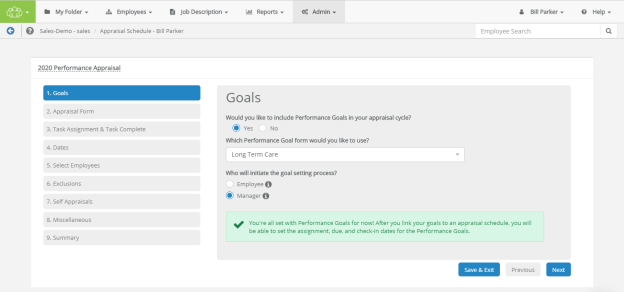 My Folder Employees Job Description Reports Admin Bill Parker Help
Sales-Demo - sales / Appraisal Schedule - Bill Parker Employee Search
2020 Performance Appraisal
1. Goals
2. Appraisal Form
3. Task Assignment & Task Complete
4. Dates
5. Select Employees
6. Exclusions
7. Self Appraisals
8. Miscellaneous
9. Summary
Goals
Would you like to include Performance Goals in your appraisal cycle?
Yes No
Which Performance Goal form would you like to use?
Long Term Care
Who will initiate the goal setting process?
Employee
Manager
You're all set with Performance Goals for now! After you link your goals to an appraisal schedule, you will
be able to set the assignment, due, and check-in dates for the Performance Goals.
Save & Exit Previous Next